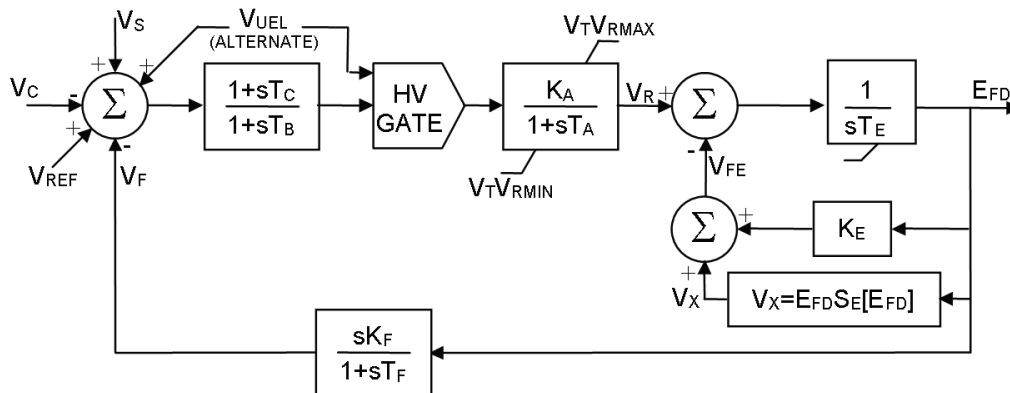 VS
VUEL
(ALTERNATE)
VC
+
+
-
+
-
Σ
VREF
VF
1+sTC
1+sTB
HV
GATE
VTVRMAX
KA
1+sTA
VTVRMIN
VR
+
Σ
-
VFE
1
sTE
EFD
Σ
+
+
KE
VX
VX=EFDSE[EFD]
sKF
1+sTF